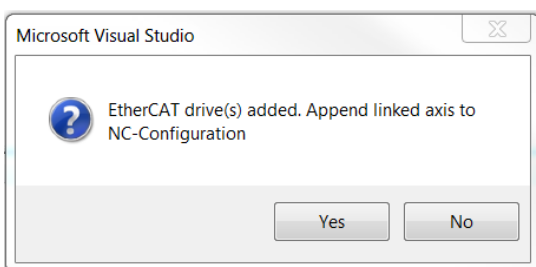 Microsoft Visual Studio
EtherCAT drive(s) added. Append linked axis to
NC-Configuration
Yes
No